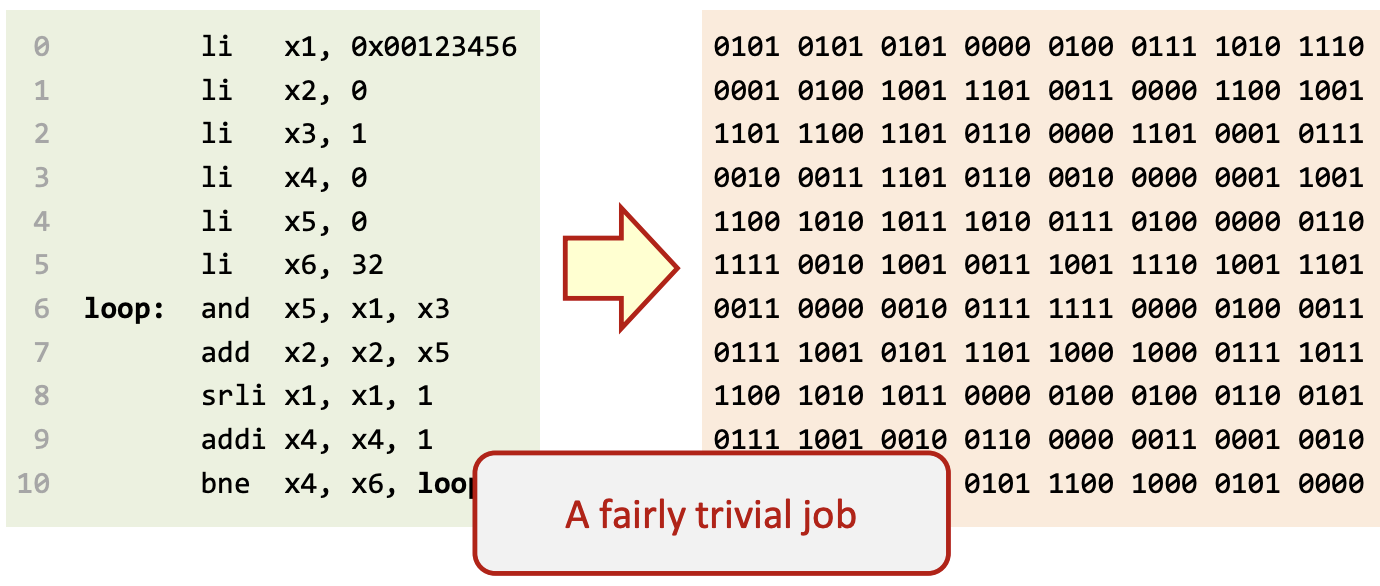 0 li x1, 0x00123456
1 li x2, 0
2 li x3, 1
3 li x4, 0
4 li x5, 0
5 li x6, 32
6 loop: and x5, x1, x3
7 add x2, x2, x5
8 srli x1, x1, 1
9 addi x4, x4, 1
10 bne x4, x6, loop
0101 0101 0101 0000 0100 0111 1010 1110
0001 0100 1001 1101 0011 0000 1100 1001
1101 1100 1101 0110 0000 1101 0001 0111
0010 0011 1101 0110 0010 0000 0001 1001
1100 1010 1011 1010 0111 0100 0000 0110
1111 0010 1001 0011 1001 1110 1001 1101
0011 0000 0010 0111 1111 0000 0100 0011
0111 1001 0101 1101 1000 1000 0111 1011
1100 1010 1011 0000 0100 0100 0110 0101
0111 1001 0010 0110 0000 0011 0001 0010
0101 1100 1000 0101 0000
A fairly trivial job